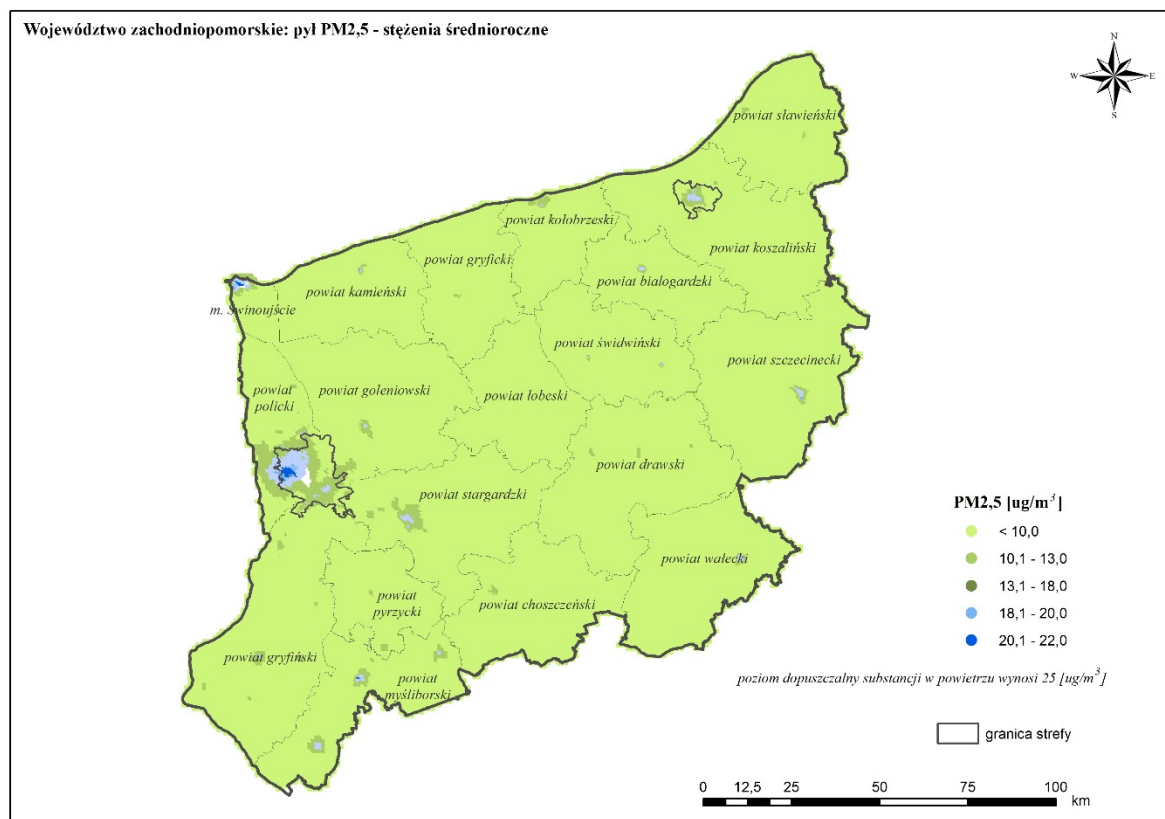 Województwo zachodniopomorskie: pył PM2,5 - stężenia średnioroczne
N
W
E
S
powiat sławieński
powiat kołobrzeski
powiat koszaliński
powiat gryficki
powiat białogardzki
powiat kamieński
m. Swinoujście
powiat świdwiński
powiat szczecinecki
powiat
policki
powiat goleniowski
powiat łobeski
powiat drawski
powiat stargardzki
powiat wałecki
powiat
pyrzycki
powiat choszczeński
powiat gryfiński
powiat
myśliborski
PM2,5 [ug/m³]
< 10,0
10,1 - 13,0
13,1 - 18,0
18,1 - 20,0
20,1 - 22,0
poziom dopuszczalny substancji w powietrzu wynosi 25 [ug/m³]
granica strefy
0 12,5 25 50 75 100
km